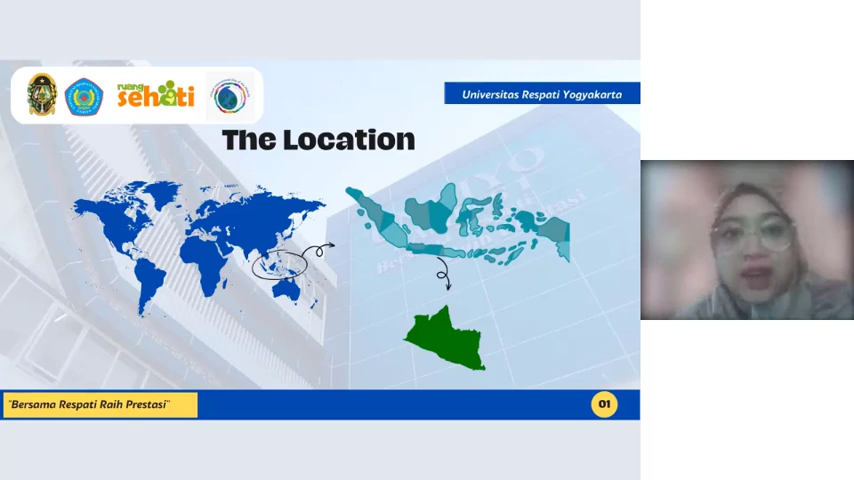 ruang
sehati
Universitas Respati Yogyakarta
The Location
"Bersama Respati Raih Prestasi"
01